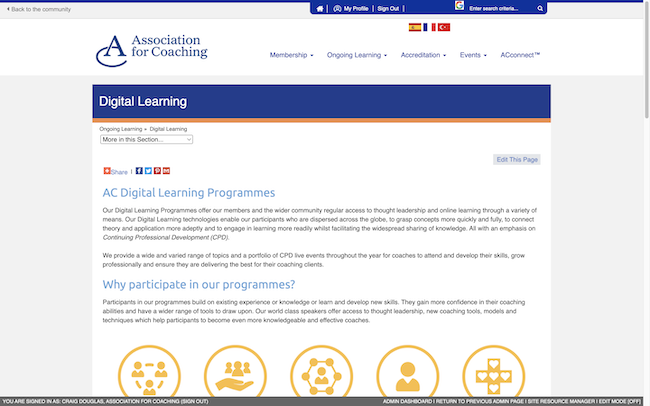 Back to the community
My Profile | Sign Out |
Enter search criteria...
Association
for Coaching
Membership
Ongoing Learning
Accreditation
Events
ACconnect™
Digital Learning
Ongoing Learning
Digital Learning
More in this Section...
Edit This Page
Share |
AC Digital Learning Programmes
Our Digital Learning Programmes offer our members and the wider community regular access to thought leadership and online learning through a variety of
means. Our Digital Learning technologies enable our participants who are dispersed across the globe, to grasp concepts more quickly and fully, to connect
theory and application more adeptly and to engage in learning more readily whilst facilitating the widespread sharing of knowledge. All with an emphasis on
Continuing Professional Development (CPD).
We provide a wide and varied range of topics and a portfolio of CPD live events throughout the year for coaches to attend and develop their skills, grow
professionally and ensure they are delivering the best for their coaching clients.
Why participate in our programmes?
Participants in our programmes build on existing experience or knowledge or learn and develop new skills. They gain more confidence in their coaching
abilities and have a wider range of tools to draw upon. Our world class speakers offer access to thought leadership, new coaching tools, models and
techniques which help participants to become even more knowledgeable and effective coaches.
YOU ARE SIGNED IN AS: CRAIG DOUGLAS, ASSOCIATION FOR COACHING (SIGN OUT)
ADMIN DASHBOARD | RETURN TO PREVIOUS ADMIN PAGE | SITE RESOURCE MANAGER | EDIT MODE [OFF]